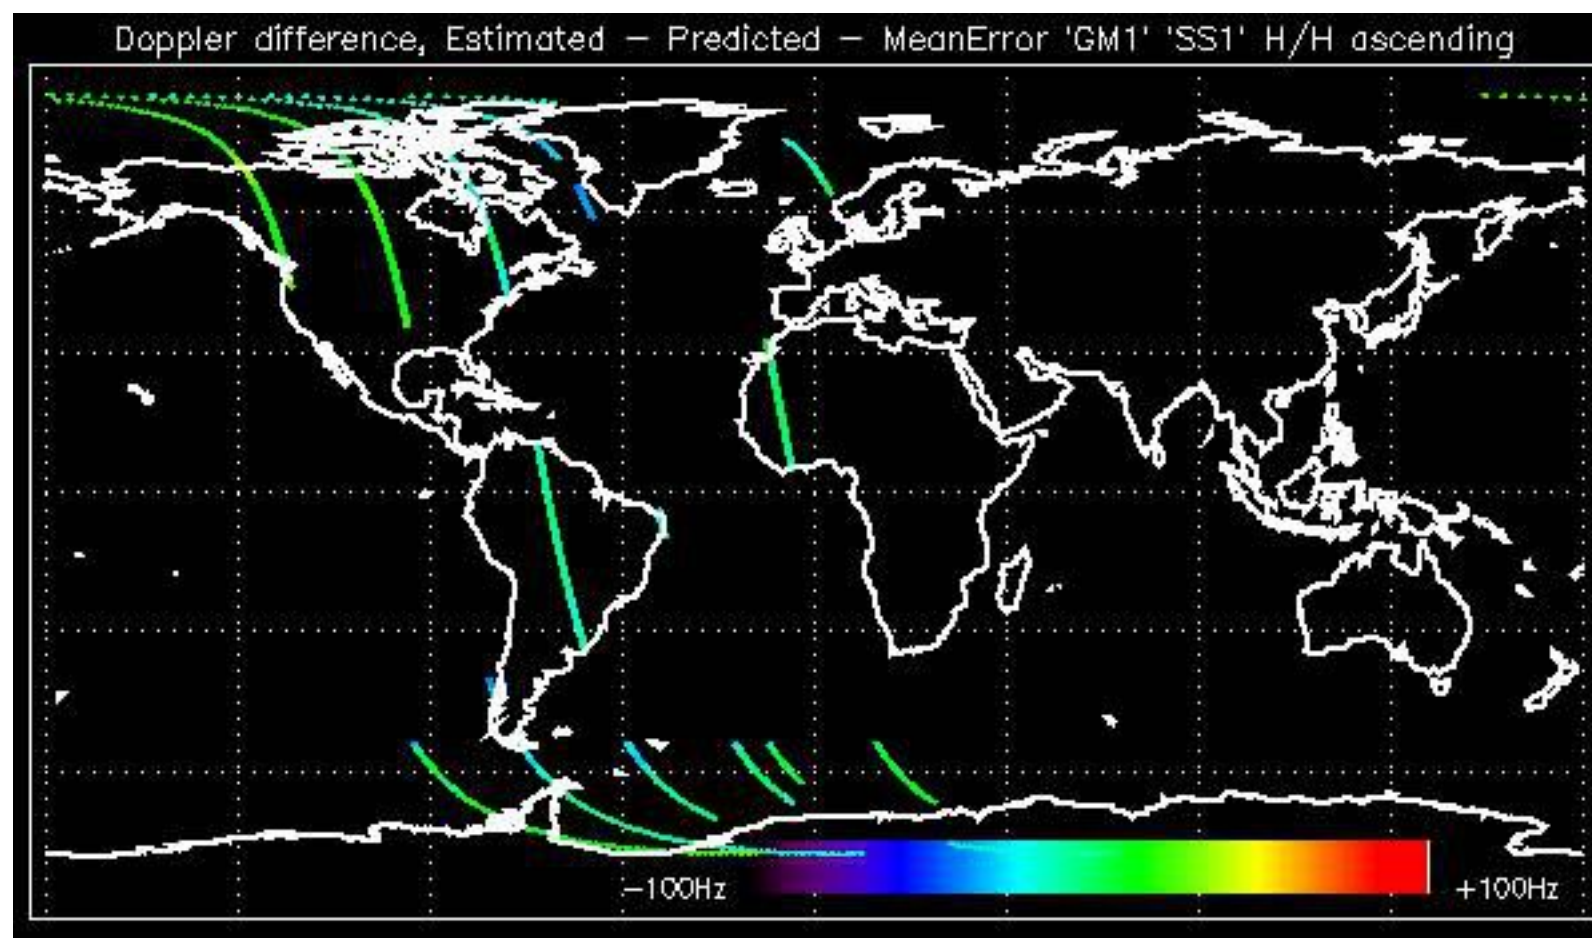 Doppler difference, Estimated – Predicted – MeanError 'GM1' 'SS1' H/H ascending
−100Hz +100Hz